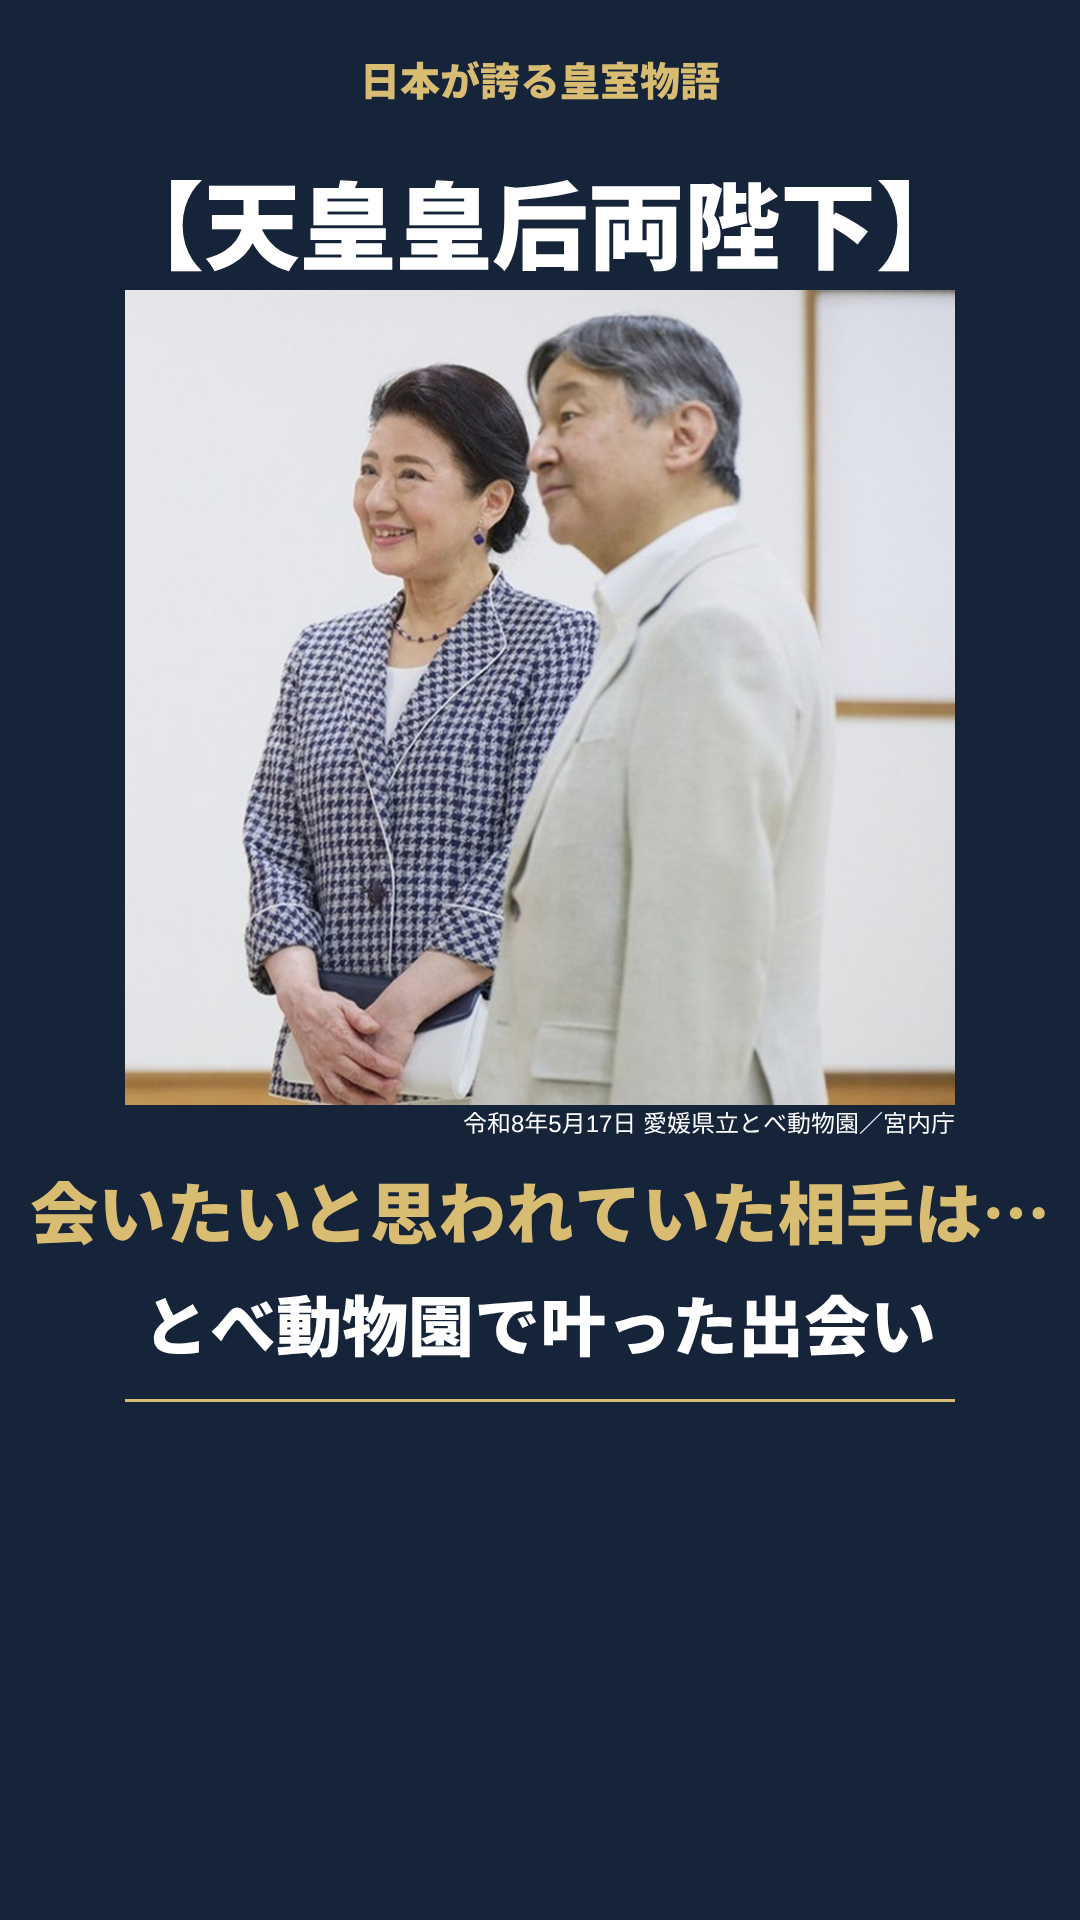 日本が誇る皇室物語
【天皇皇后両陛下】
令和8年5月17日 愛媛県立とべ動物園／宮内庁
会いたいと思われていた相手は…
とべ動物園で叶った出会い